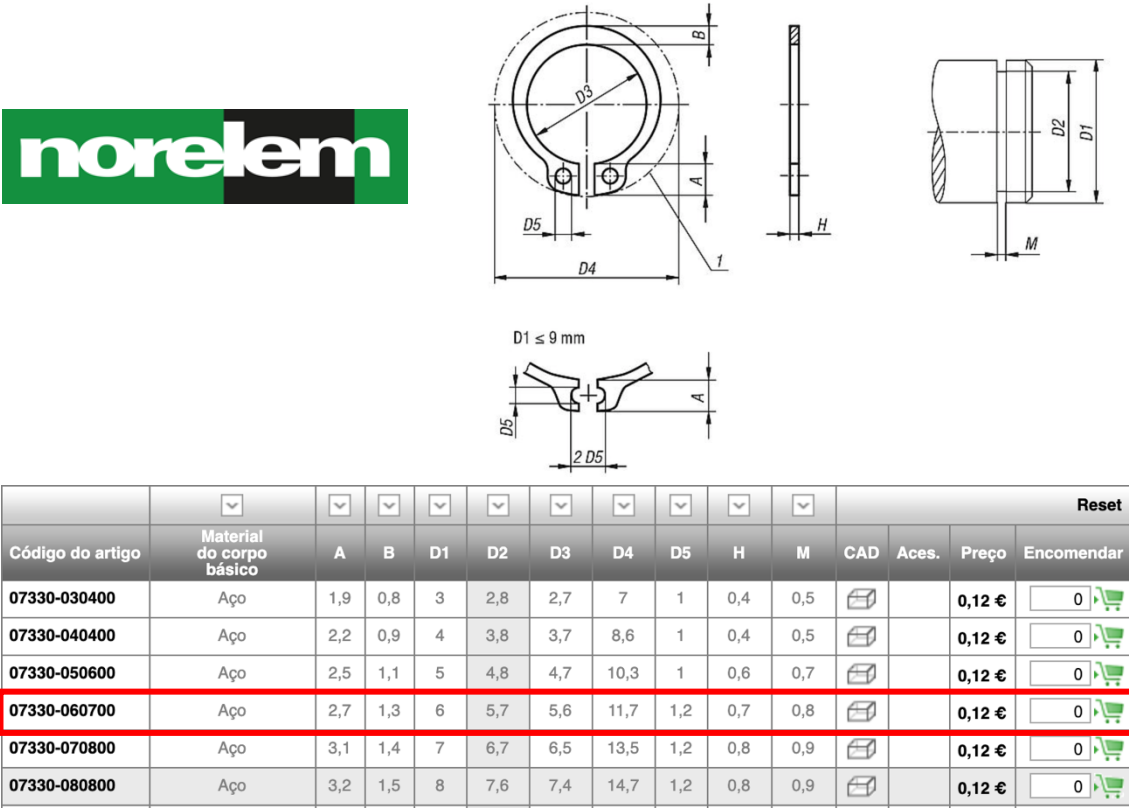 norelem
B
D3
A
D5
D4
1
H
D2
D1
M
D1 ≤ 9 mm
D5
A
2 D5
Reset
Código do artigo Material do corpo básico A B D1 D2 D3 D4 D5 H M CAD Aces. Preço Encomendar
07330-030400 Aço 1,9 0,8 3 2,8 2,7 7 1 0,4 0,5 0,12 € 0
07330-040400 Aço 2,2 0,9 4 3,8 3,7 8,6 1 0,4 0,5 0,12 € 0
07330-050600 Aço 2,5 1,1 5 4,8 4,7 10,3 1 0,6 0,7 0,12 € 0
07330-060700 Aço 2,7 1,3 6 5,7 5,6 11,7 1,2 0,7 0,8 0,12 € 0
07330-070800 Aço 3,1 1,4 7 6,7 6,5 13,5 1,2 0,8 0,9 0,12 € 0
07330-080800 Aço 3,2 1,5 8 7,6 7,4 14,7 1,2 0,8 0,9 0,12 € 0